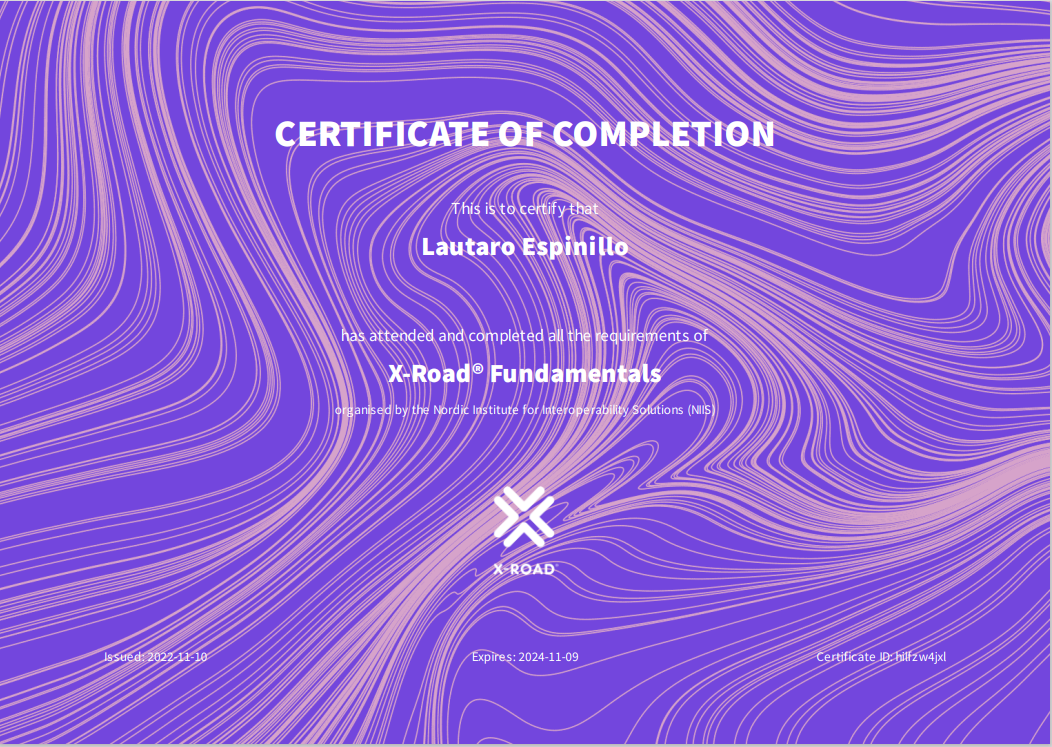 CERTIFICATE OF COMPLETION
This is to certify that
Lautaro Espinillo
has attended and completed all the requirements of
X-Road® Fundamentals
organised by the Nordic Institute for Interoperability Solutions (NIIS)
X-ROAD
Issued: 2022-11-10
Expires: 2024-11-09
Certificate ID: hilfzw4jxl